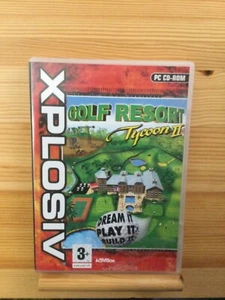 PC CD-ROM
XPLOSIV
GOLF RESORT
Tycoon II
DREAM IT
PLAY IT
BUILD IT
3+
ACTIVISION